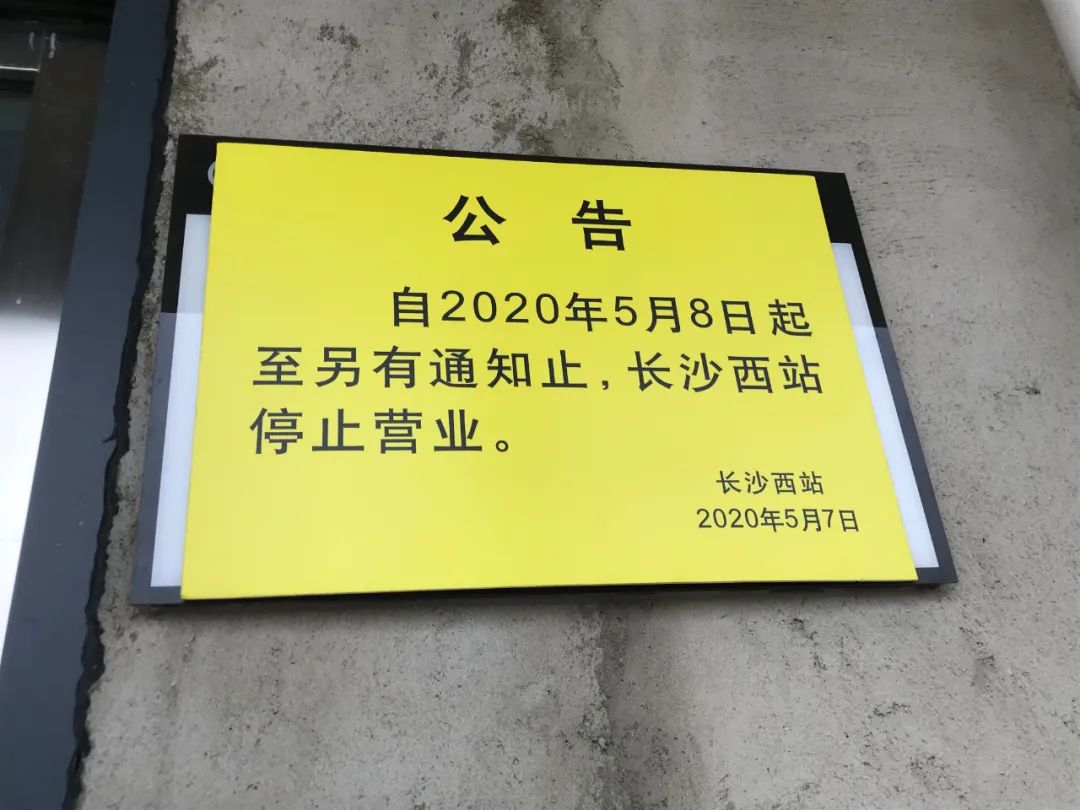 公 告
自2020年5月8日起
至另有通知止,长沙西站
停止营业。
长沙西站
2020年5月7日